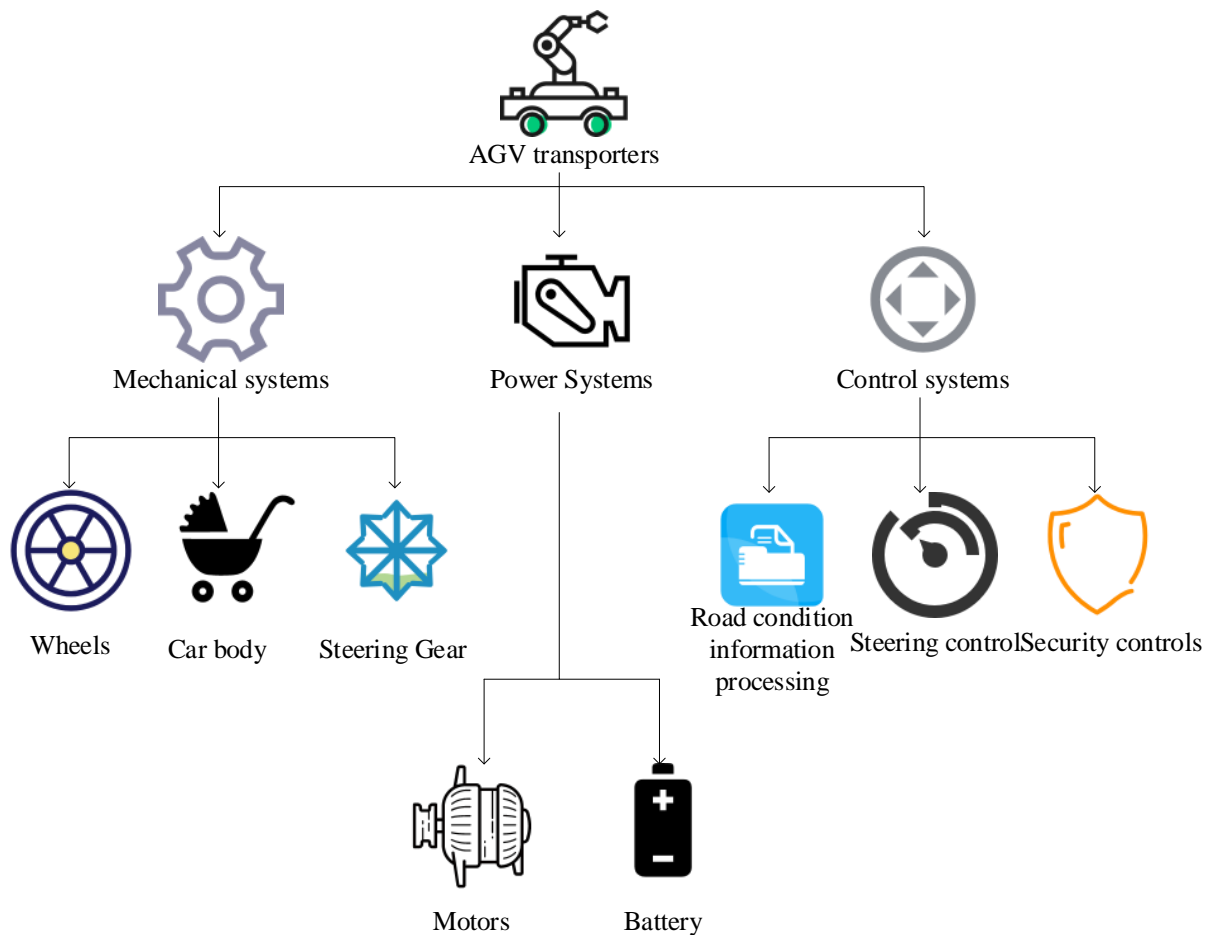 AGV transporters
Mechanical systems
Power Systems
Control systems
Wheels
Car body
Steering Gear
Road condition
information
processing
Steering control
Security controls
Motors
Battery